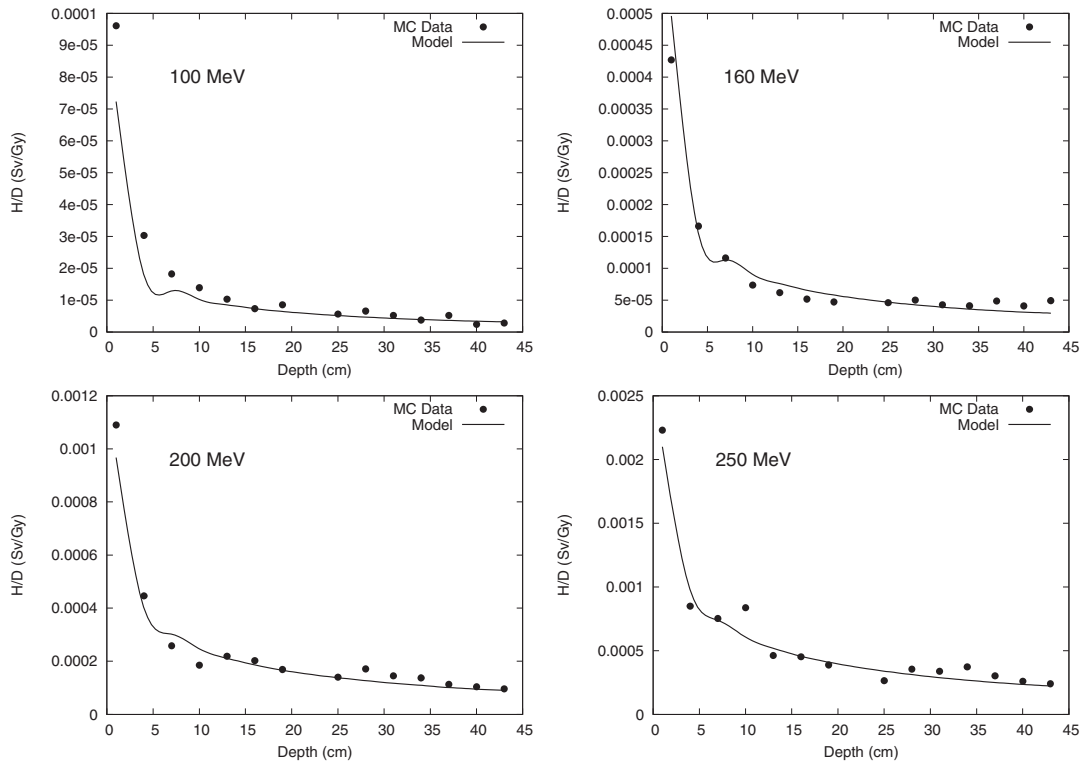 0.0001
9e-05
8e-05
7e-05
6e-05
5e-05
4e-05
3e-05
2e-05
1e-05
0
H/D (Sv/Gy)
MC Data
Model
100 MeV
0 5 10 15 20 25 30 35 40 45
Depth (cm)
0.0005
0.00045
0.0004
0.00035
0.0003
0.00025
0.0002
0.00015
0.0001
5e-05
0
H/D (Sv/Gy)
MC Data
Model
160 MeV
0 5 10 15 20 25 30 35 40 45
Depth (cm)
0.0012
0.001
0.0008
0.0006
0.0004
0.0002
0
H/D (Sv/Gy)
MC Data
Model
200 MeV
0 5 10 15 20 25 30 35 40 45
Depth (cm)
0.0025
0.002
0.0015
0.001
0.0005
0
H/D (Sv/Gy)
MC Data
Model
250 MeV
0 5 10 15 20 25 30 35 40 45
Depth (cm)